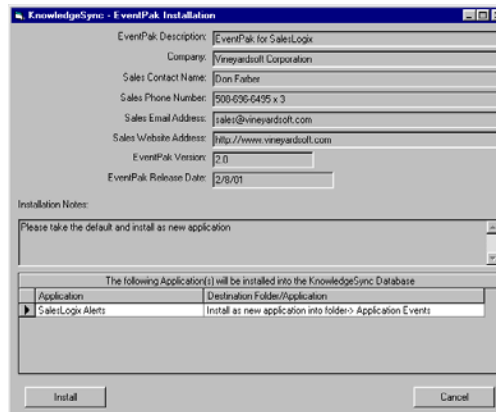 KnowledgeSync - EventPak Installation
EventPak Description: EventPak for SalesLogix
Company: Vineyardsoft Corporation
Sales Contact Name: Don Farber
Sales Phone Number: 508-696-6495 x 3
Sales Email Address: sales@vineyardsoft.com
Sales Website Address: http://www.vineyardsoft.com
EventPak Version: 2.0
EventPak Release Date: 2/8/01
Installation Notes:
Please take the default and install as new application
The following Application(s) will be installed into the KnowledgeSync Database
Application Destination Folder/Application
SalesLogix Alerts Install as new application into folder-> Application Events
Install Cancel